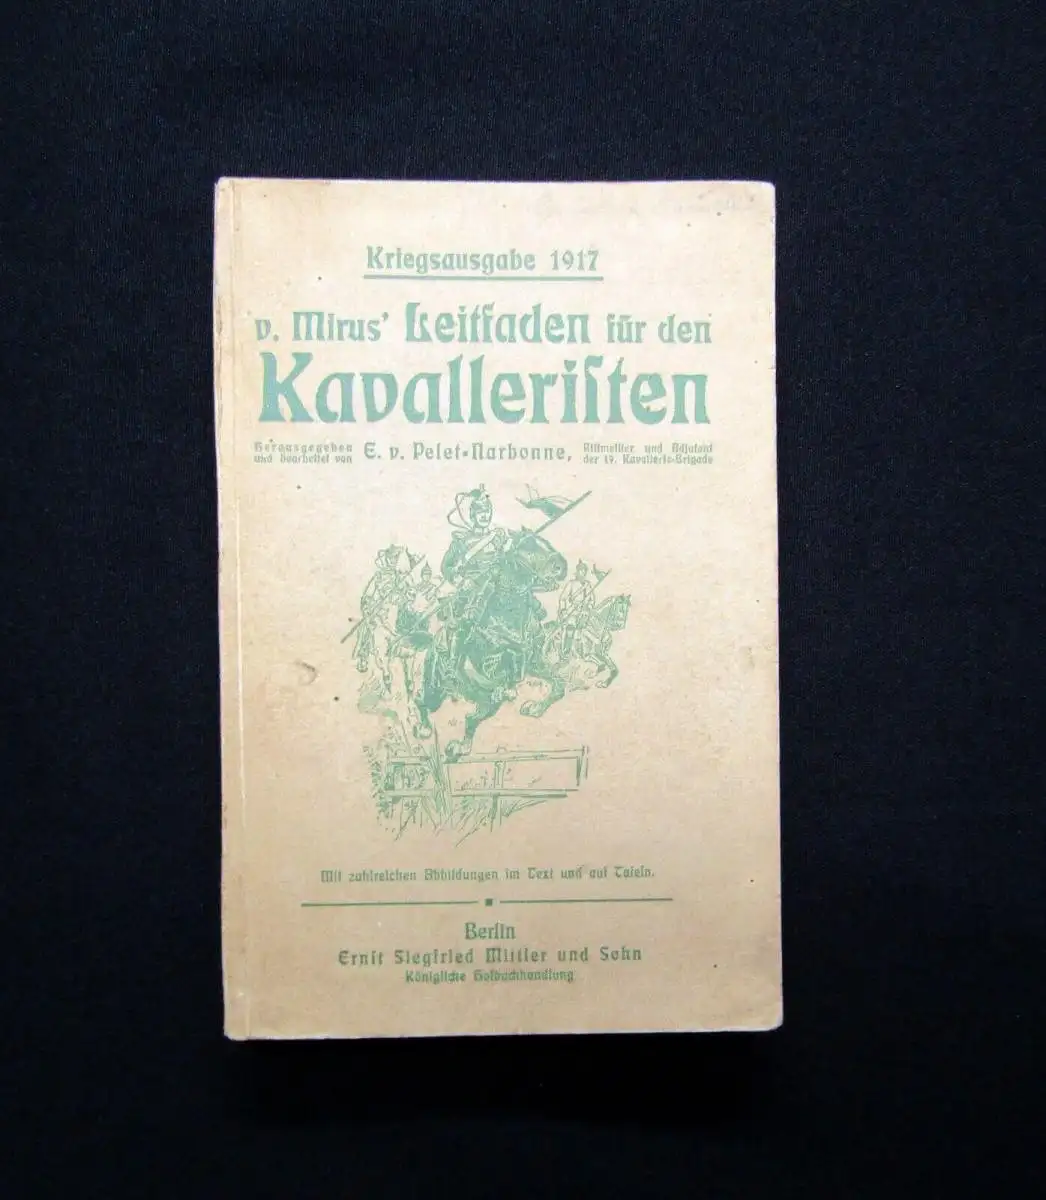 Kriegsausgabe 1917
v. Mirus' Leitfaden für den
Kavalleriſten
Herausgegeben und bearbeitet von E. v. Pelet-Narbonne, Rittmeiſter und Adjutant der 19. Kavallerie-Brigade
Mit zahlreichen Abbildungen im Text und auf Tafeln.
Berlin
Ernſt Siegfried Mittler und Sohn
Königliche Hofbuchhandlung